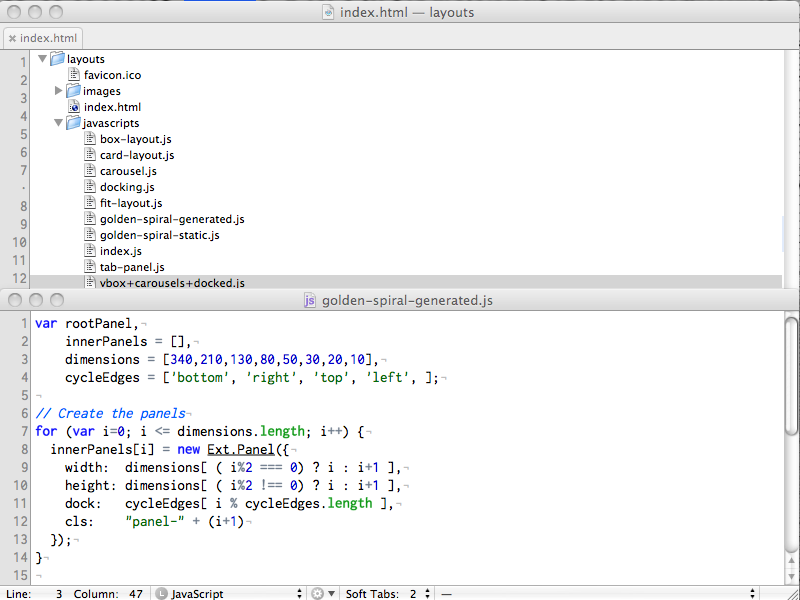 index.html — layouts
index.html
1 layouts
2 favicon.ico
3 images
4 index.html
javascripts
5 box-layout.js
6 card-layout.js
7 carousel.js
· docking.js
8 fit-layout.js
9 golden-spiral-generated.js
golden-spiral-static.js
10 index.js
11 tab-panel.js
12 vbox+carousels+docked.js
golden-spiral-generated.js
1 var rootPanel,¬
2 innerPanels = [],¬
3 dimensions = [340,210,130,80,50,30,20,10],¬
4 cycleEdges = ['bottom', 'right', 'top', 'left', ];¬
5 ¬
6 // Create the panels¬
7 for (var i=0; i <= dimensions.length; i++) {¬
8 innerPanels[i] = new Ext.Panel({¬
9 width: dimensions[ ( i%2 === 0) ? i : i+1 ],¬
10 height: dimensions[ ( i%2 !== 0) ? i : i+1 ],¬
11 dock: cycleEdges[ i % cycleEdges.length ],¬
12 cls: "panel-" + (i+1)¬
13 });¬
14 }¬
15 ¬
Line: 3 Column: 47 L JavaScript Soft Tabs: 2 —